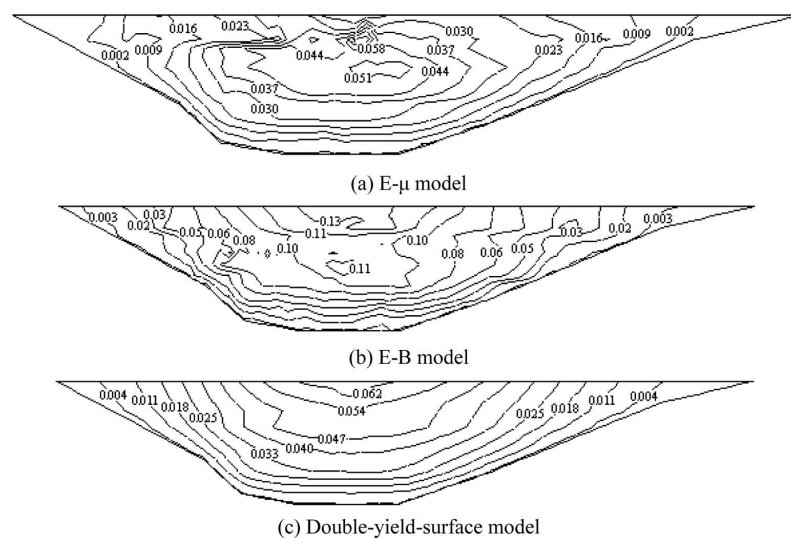 0.016 0.023 0.030 0.016
0.002 0.009 0.044 0.058 0.037 0.023 0.009 0.002
0.051 0.044
0.037
0.030
(a) E-μ model
0.003 0.03 0.13 0.003
0.02 0.05 0.06 0.08 0.11 0.10 0.10 0.08 0.06 0.05 0.03 0.02
0.11
(b) E-B model
0.004 0.011 0.018 0.025 0.062 0.025 0.018 0.011 0.004
0.054
0.047
0.040
0.033
(c) Double-yield-surface model